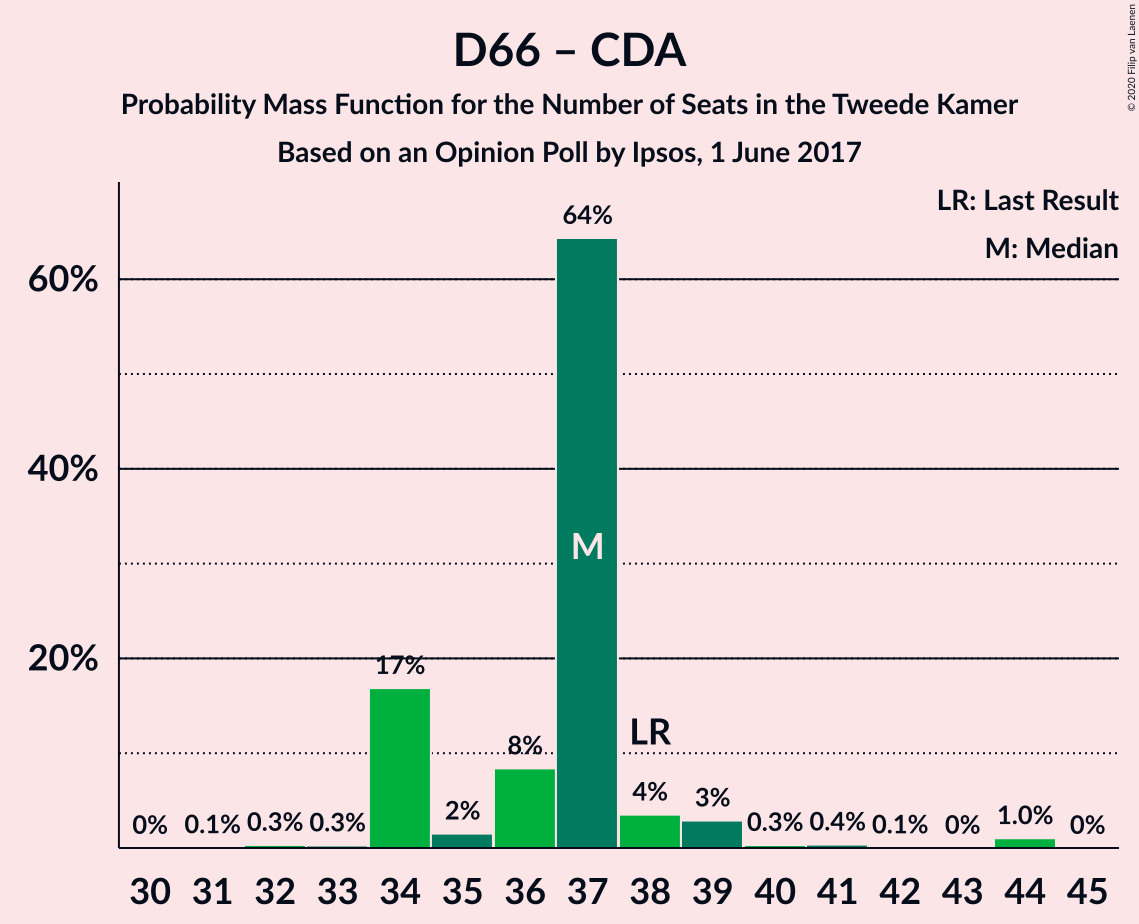 D66 – CDA
Probability Mass Function for the Number of Seats in the Tweede Kamer
Based on an Opinion Poll by Ipsos, 1 June 2017
© 2020 Filip van Laenen
LR: Last Result
M: Median
64%
60%
40%
M
20%
17%
LR
8%
0% 0.1% 0.3% 0.3% 2% 4% 3% 0.3% 0.4% 0.1% 0% 1.0% 0%
30 31 32 33 34 35 36 37 38 39 40 41 42 43 44 45